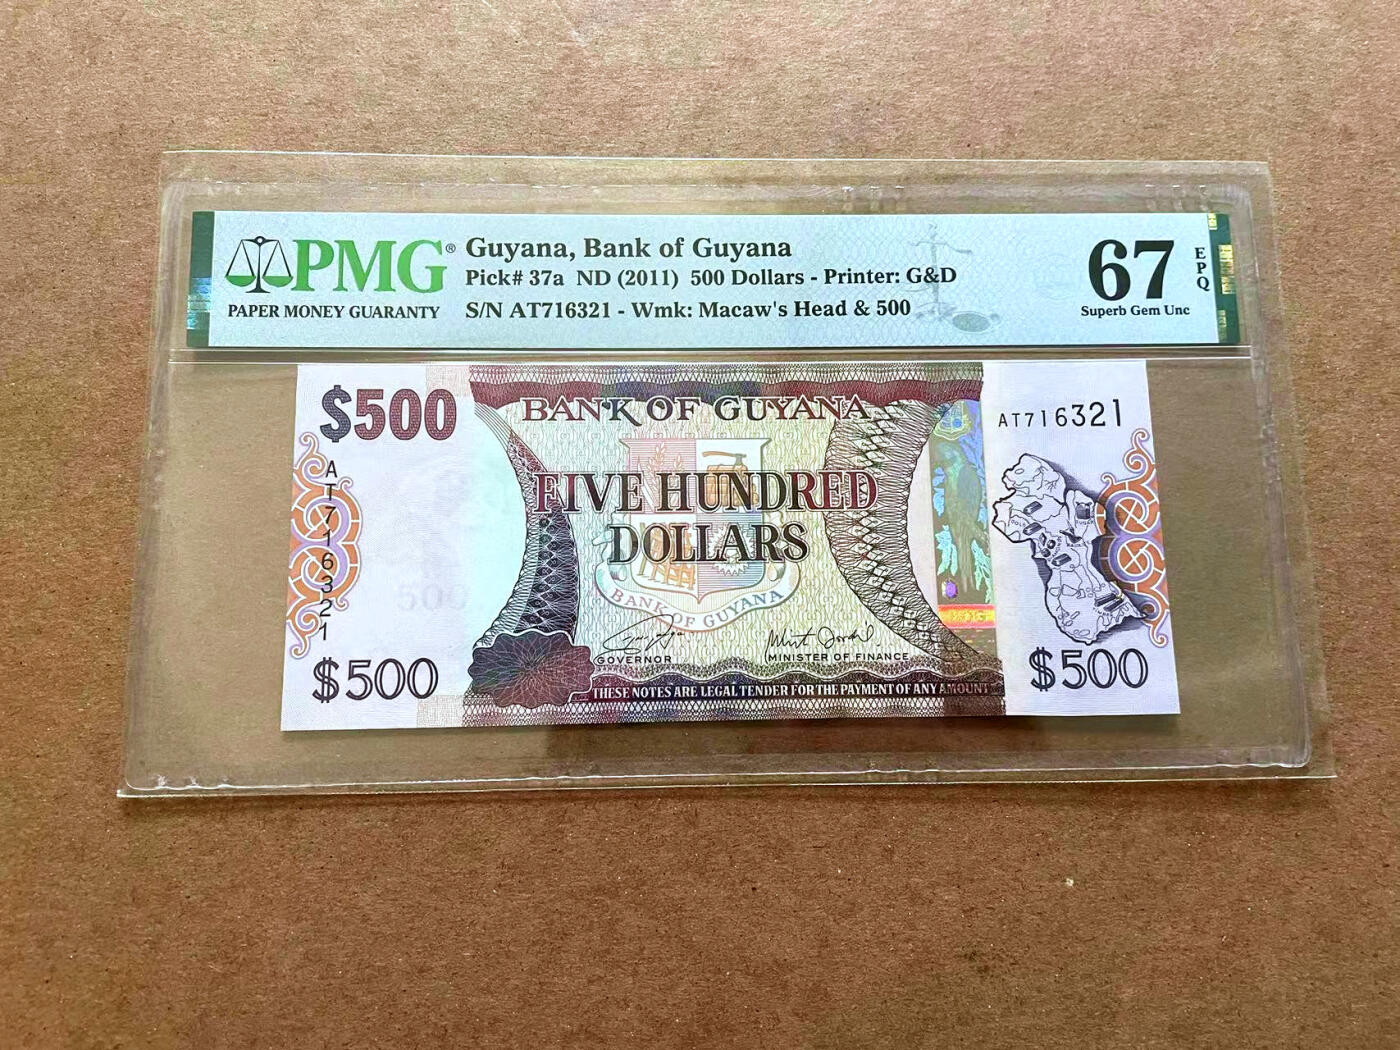 PMG®
PAPER MONEY GUARANTY
Guyana, Bank of Guyana
Pick# 37a ND (2011) 500 Dollars - Printer: G&D
S/N AT716321 - Wmk: Macaw's Head & 500
67
EPQ
Superb Gem Unc
$500
BANK OF GUYANA
AT716321
AT716321
FIVE HUNDRED
DOLLARS
BANK OF GUYANA
500
GOVERNOR
MINISTER OF FINANCE
$500
THESE NOTES ARE LEGAL TENDER FOR THE PAYMENT OF ANY AMOUNT
$500